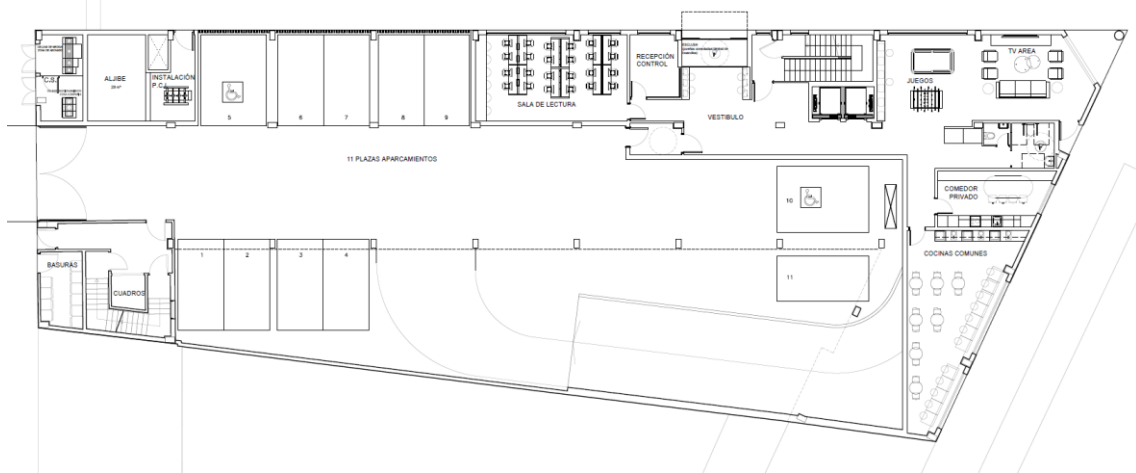 C.S.
ALJIBE
INSTALACIÓN
P.C.I.
5
6
7
8
9
SALA DE LECTURA
RECEPCIÓN
CONTROL
VESTIBULO
JUEGOS
TV AREA
11 PLAZAS APARCAMIENTOS
10
COMEDOR
PRIVADO
COCINAS COMUNES
BASURAS
CUADROS
1
2
3
4
11